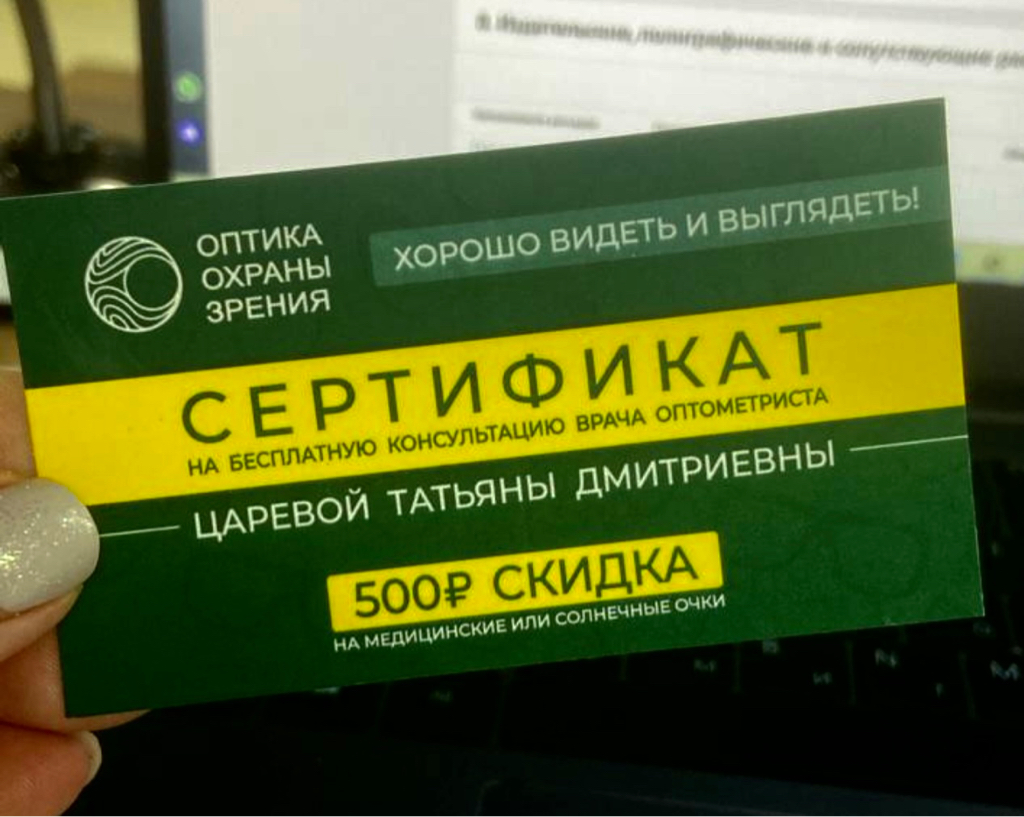 ОПТИКА
ОХРАНЫ
ЗРЕНИЯ
ХОРОШО ВИДЕТЬ И ВЫГЛЯДЕТЬ!
СЕРТИФИКАТ
НА БЕСПЛАТНУЮ КОНСУЛЬТАЦИЮ ВРАЧА ОПТОМЕТРИСТА
ЦАРЕВОЙ ТАТЬЯНЫ ДМИТРИЕВНЫ
500₽ СКИДКА
НА МЕДИЦИНСКИЕ ИЛИ СОЛНЕЧНЫЕ ОЧКИ